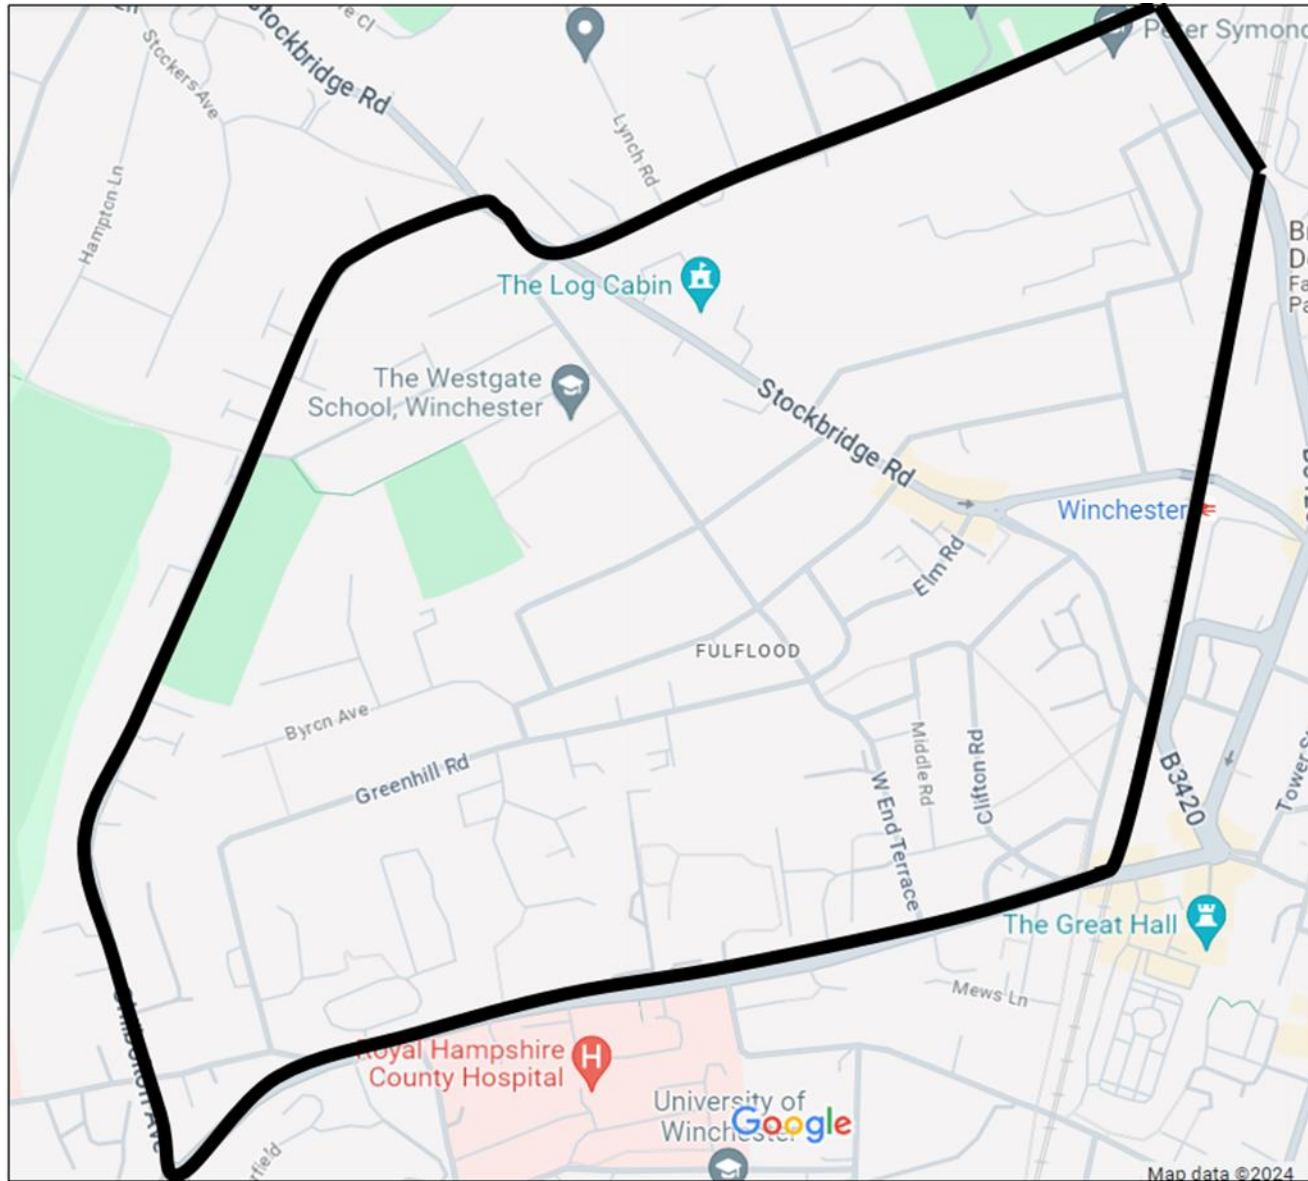 Stockers Ave
Stockbridge Rd
Peter Symond
Lynch Rd
Hampton Ln
The Log Cabin
The Westgate
School, Winchester
Stockbridge Rd
Winchester
Elm Rd
FULFLOOD
Byron Ave
Greenhill Rd
Middle Rd
Clifton Rd
W End Terrace
B3420
Tower
The Great Hall
Mews Ln
Royal Hampshire
County Hospital
University of
Winchester
Google
Map data ©2024